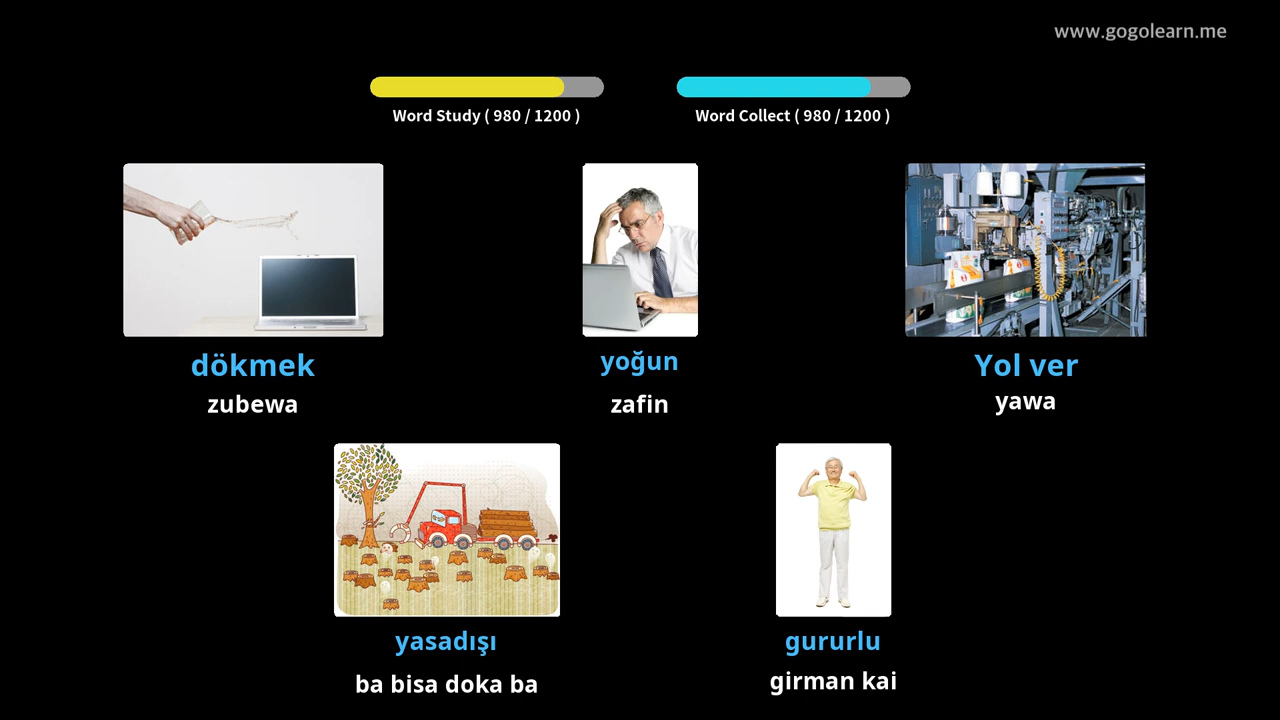 www.gogolearn.me
Word Study ( 980 / 1200 )
Word Collect ( 980 / 1200 )
dökmek
zubewa
yoğun
zafin
Yol ver
yawa
yasadışı
ba bisa doka ba
gururlu
girman kai